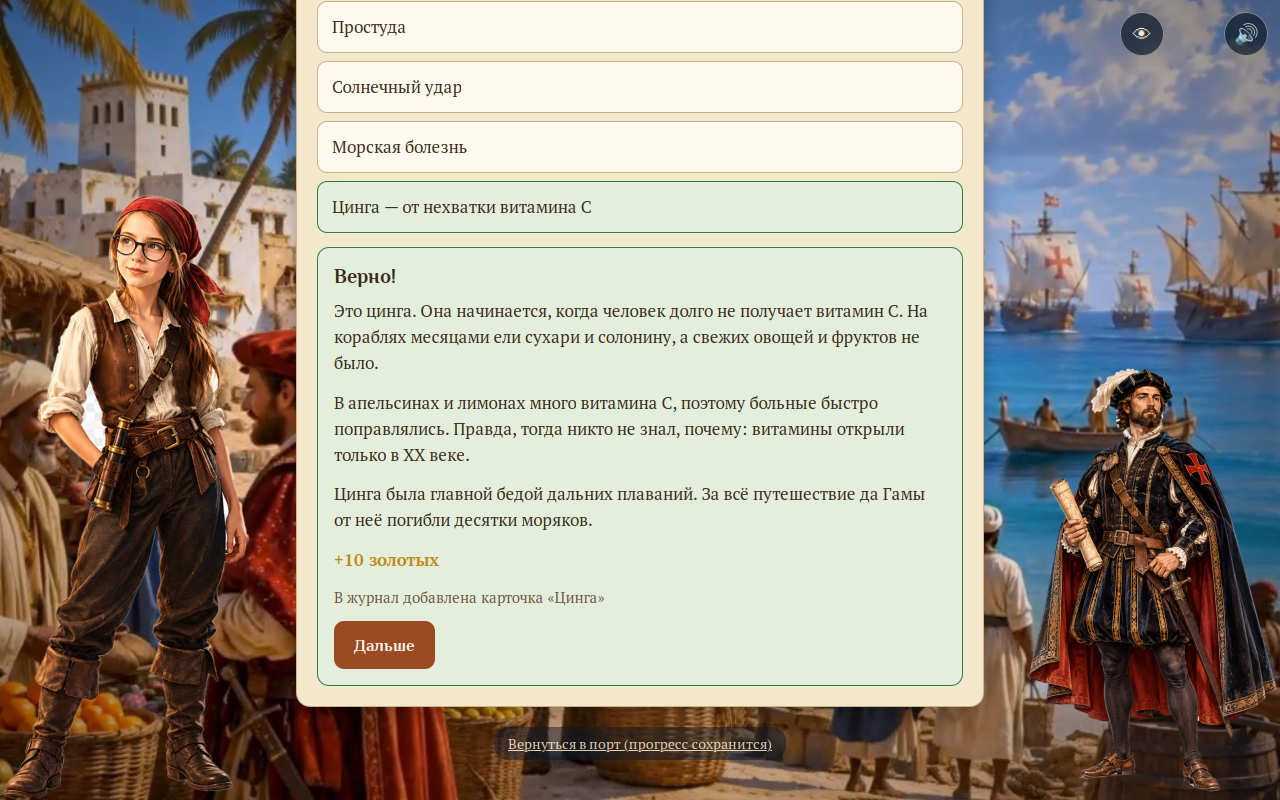 Простуда
Солнечный удар
Морская болезнь
Цинга — от нехватки витамина C
Верно!
Это цинга. Она начинается, когда человек долго не получает витамин C. На
кораблях месяцами ели сухари и солонину, а свежих овощей и фруктов не
было.
В апельсинах и лимонах много витамина C, поэтому больные быстро
поправлялись. Правда, тогда никто не знал, почему: витамины открыли
только в XX веке.
Цинга была главной бедой дальних плаваний. За всё путешествие да Гамы
от неё погибли десятки моряков.
+10 золотых
В журнал добавлена карточка «Цинга»
Дальше
Вернуться в порт (прогресс сохранится)